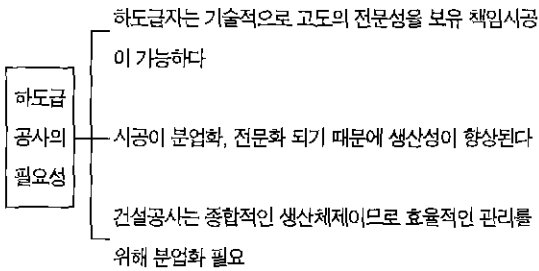 하도급자는 기술적으로 고도의 전문성을 보유 책임시공
이 가능하다
하도급
공사의
필요성
시공이 분업화, 전문화 되기 때문에 생산성이 향상된다
건설공사는 종합적인 생산체제이므로 효율적인 관리를
위해 분업화 필요